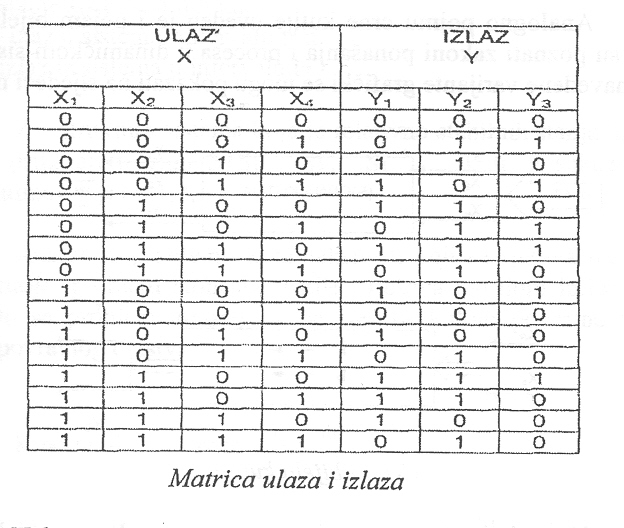 ULAZ IZLAZ
X Y
X₁ X₂ X₃ X₄ Y₁ Y₂ Y₃
0 0 0 0 0 0 0
0 0 0 1 0 1 1
0 0 1 0 1 1 0
0 0 1 1 1 0 1
0 1 0 0 1 1 0
0 1 0 1 0 1 1
0 1 1 0 1 1 1
0 1 1 1 0 1 0
1 0 0 0 1 0 1
1 0 0 1 0 0 0
1 0 1 0 1 0 0
1 0 1 1 0 1 0
1 1 0 0 1 1 1
1 1 0 1 1 1 0
1 1 1 0 1 0 0
1 1 1 1 0 1 0
Matrica ulaza i izlaza